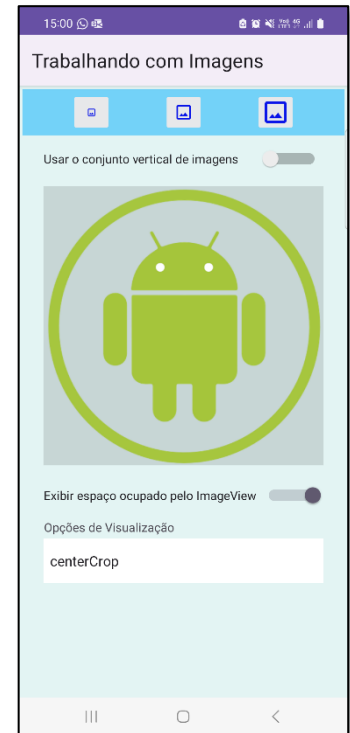 15:00
Trabalhando com Imagens
Usar o conjunto vertical de imagens
Exibir espaço ocupado pelo ImageView
Opções de Visualização
centerCrop